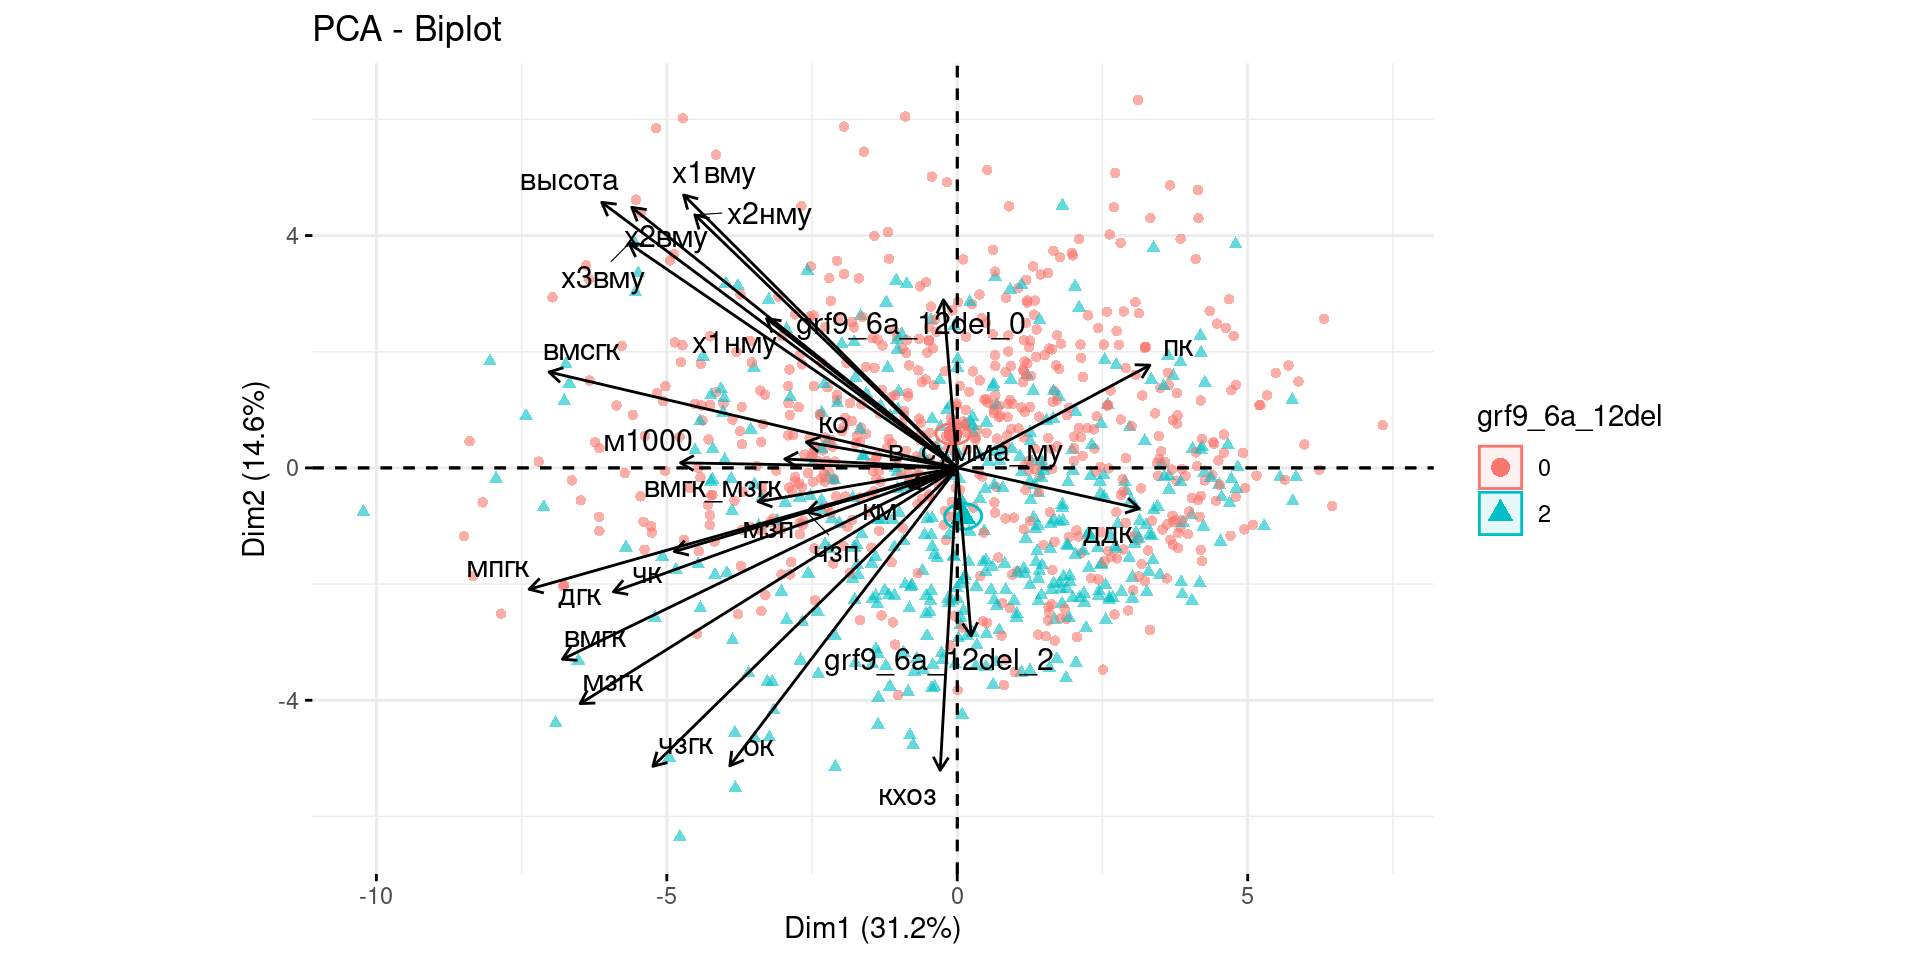 PCA - Biplot
высота
х1вму
х2нму
х2вму
х3вму
grf9_6a_12del_0
х1нму
вмсгк
пк
ко
м1000
в_сумма_му
вмгк_мзгк
км
мзп
ддк
чзп
мпгк
чк
дгк
вмгк
grf9_6a_12del_2
мзгк
чзгк
ок
кхоз
4
0
-4
-10
-5
0
5
Dim1 (31.2%)
Dim2 (14.6%)
grf9_6a_12del
0
2